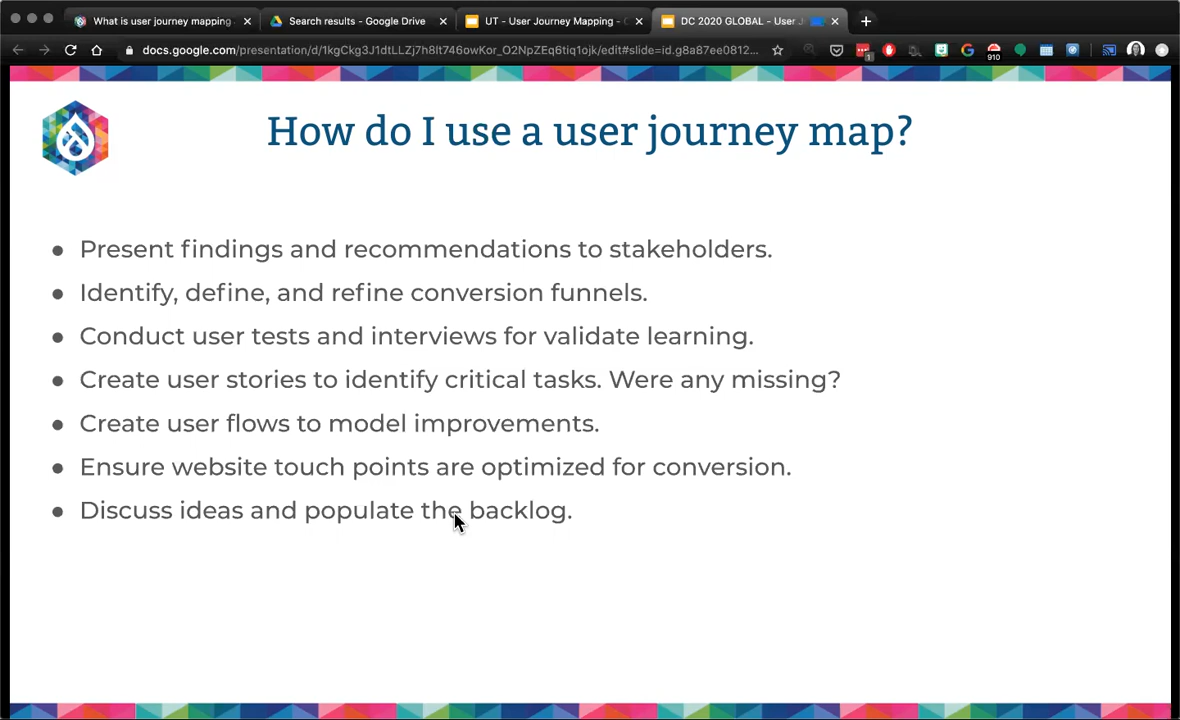 What is user journey mapping
Search results - Google Drive
UT - User Journey Mapping -
DC 2020 GLOBAL - User J
docs.google.com/presentation/d/1kgCkg3J1dtLLZj7h8lt746owKor_O2NpZEq6tiq1ojk/edit#slide=id.g8a87ee0812...
1
910
How do I use a user journey map?
● Present findings and recommendations to stakeholders.
● Identify, define, and refine conversion funnels.
● Conduct user tests and interviews for validate learning.
● Create user stories to identify critical tasks. Were any missing?
● Create user flows to model improvements.
● Ensure website touch points are optimized for conversion.
● Discuss ideas and populate the backlog.